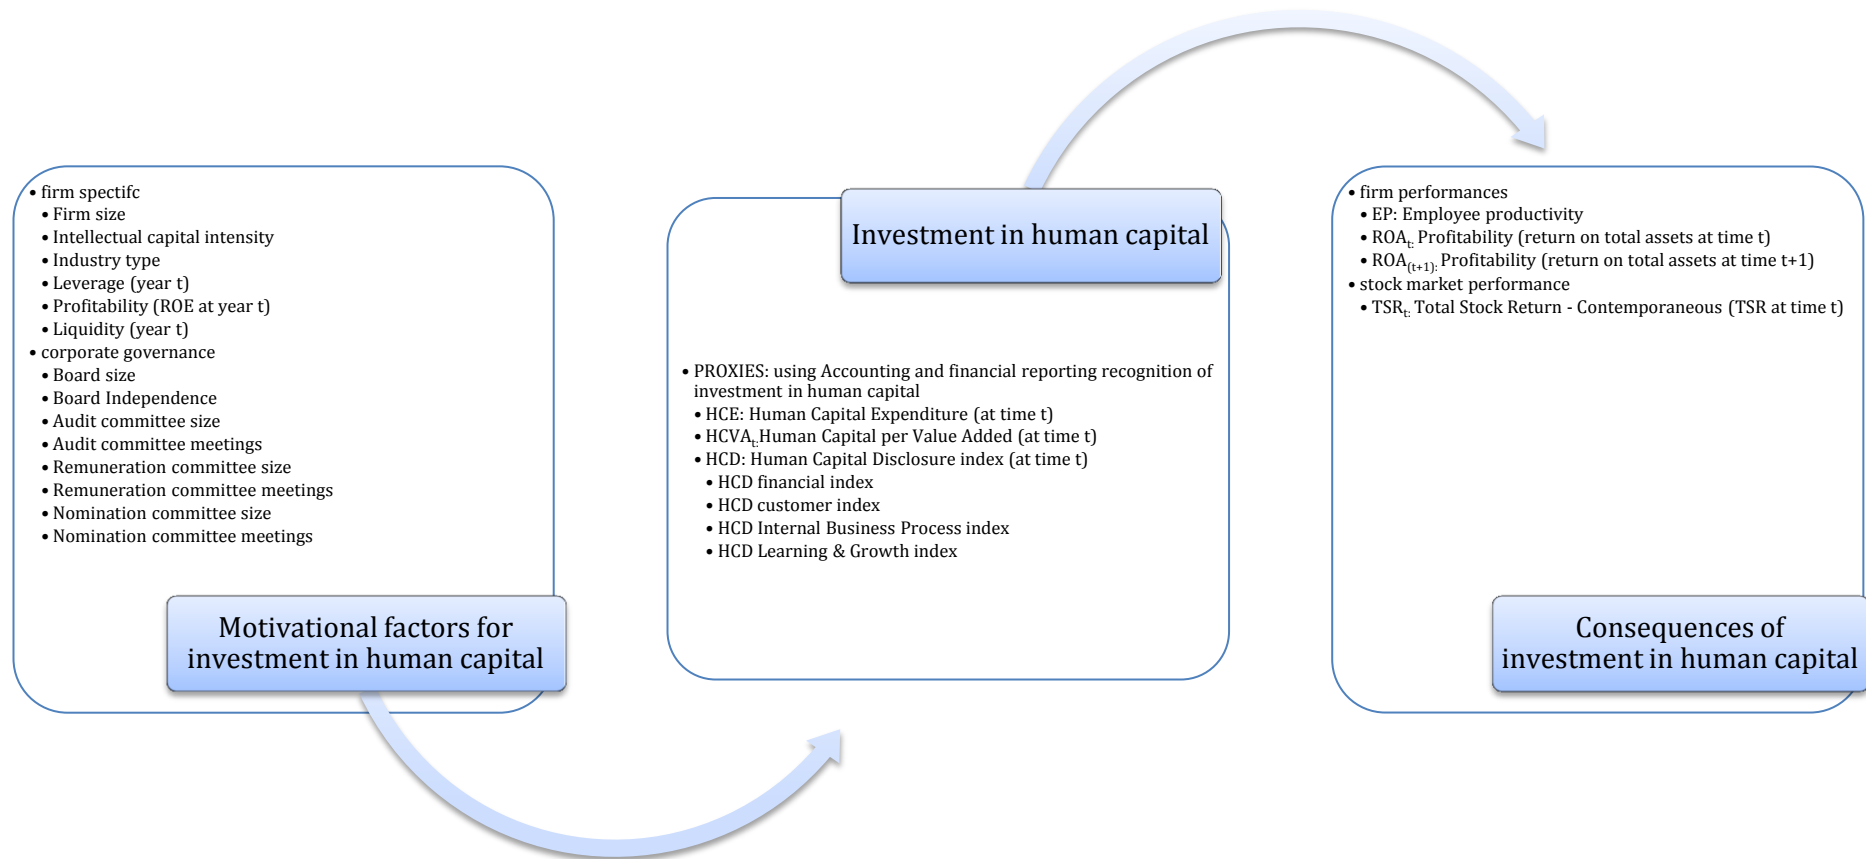 • firm spectifc
• Firm size
• Intellectual capital intensity
• Industry type
• Leverage (year t)
• Profitability (ROE at year t)
• Liquidity (year t)
• corporate governance
• Board size
• Board Independence
• Audit committee size
• Audit committee meetings
• Remuneration committee size
• Remuneration committee meetings
• Nomination committee size
• Nomination committee meetings
Motivational factors for
investment in human capital
Investment in human capital
• PROXIES: using Accounting and financial reporting recognition of
investment in human capital
• HCE: Human Capital Expenditure (at time t)
• HCVAt:Human Capital per Value Added (at time t)
• HCD: Human Capital Disclosure index (at time t)
• HCD financial index
• HCD customer index
• HCD Internal Business Process index
• HCD Learning & Growth index
• firm performances
• EP: Employee productivity
• ROAt: Profitability (return on total assets at time t)
• ROA(t+1): Profitability (return on total assets at time t+1)
• stock market performance
• TSRt: Total Stock Return - Contemporaneous (TSR at time t)
Consequences of
investment in human capital